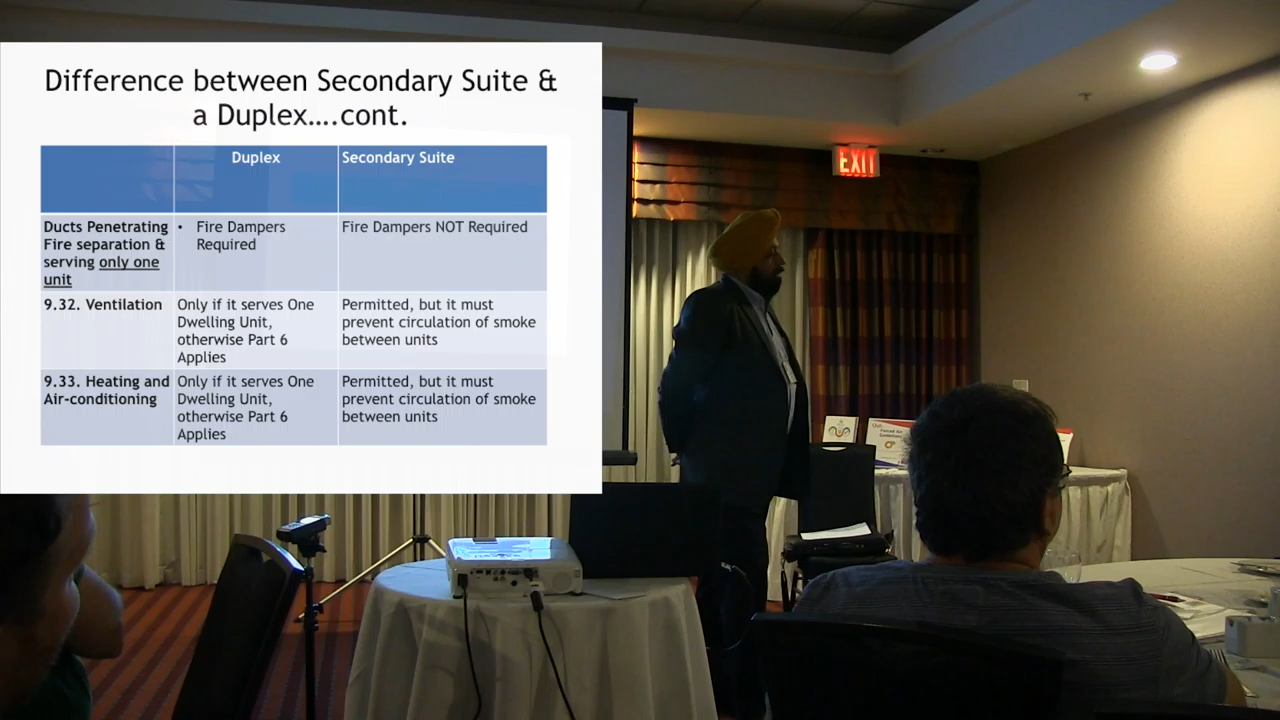 Difference between Secondary Suite &
a Duplex….cont.
Duplex
Secondary Suite
Ducts Penetrating
Fire separation &
serving only one
unit
• Fire Dampers
Required
Fire Dampers NOT Required
9.32. Ventilation
Only if it serves One
Dwelling Unit,
otherwise Part 6
Applies
Permitted, but it must
prevent circulation of smoke
between units
9.33. Heating and
Air-conditioning
Only if it serves One
Dwelling Unit,
otherwise Part 6
Applies
Permitted, but it must
prevent circulation of smoke
between units
EXIT
Forced Air
Guidelines